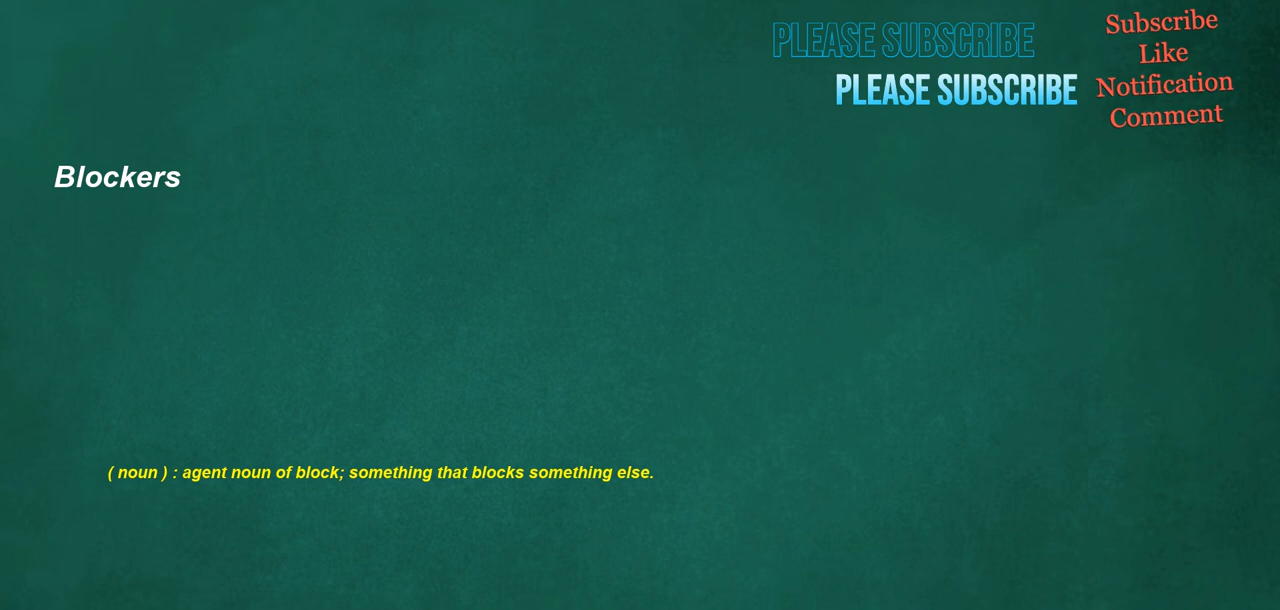 PLEASE SUBSCRIBE
PLEASE SUBSCRIBE
Subscribe
Like
Notification
Comment
Blockers
( noun ) : agent noun of block; something that blocks something else.